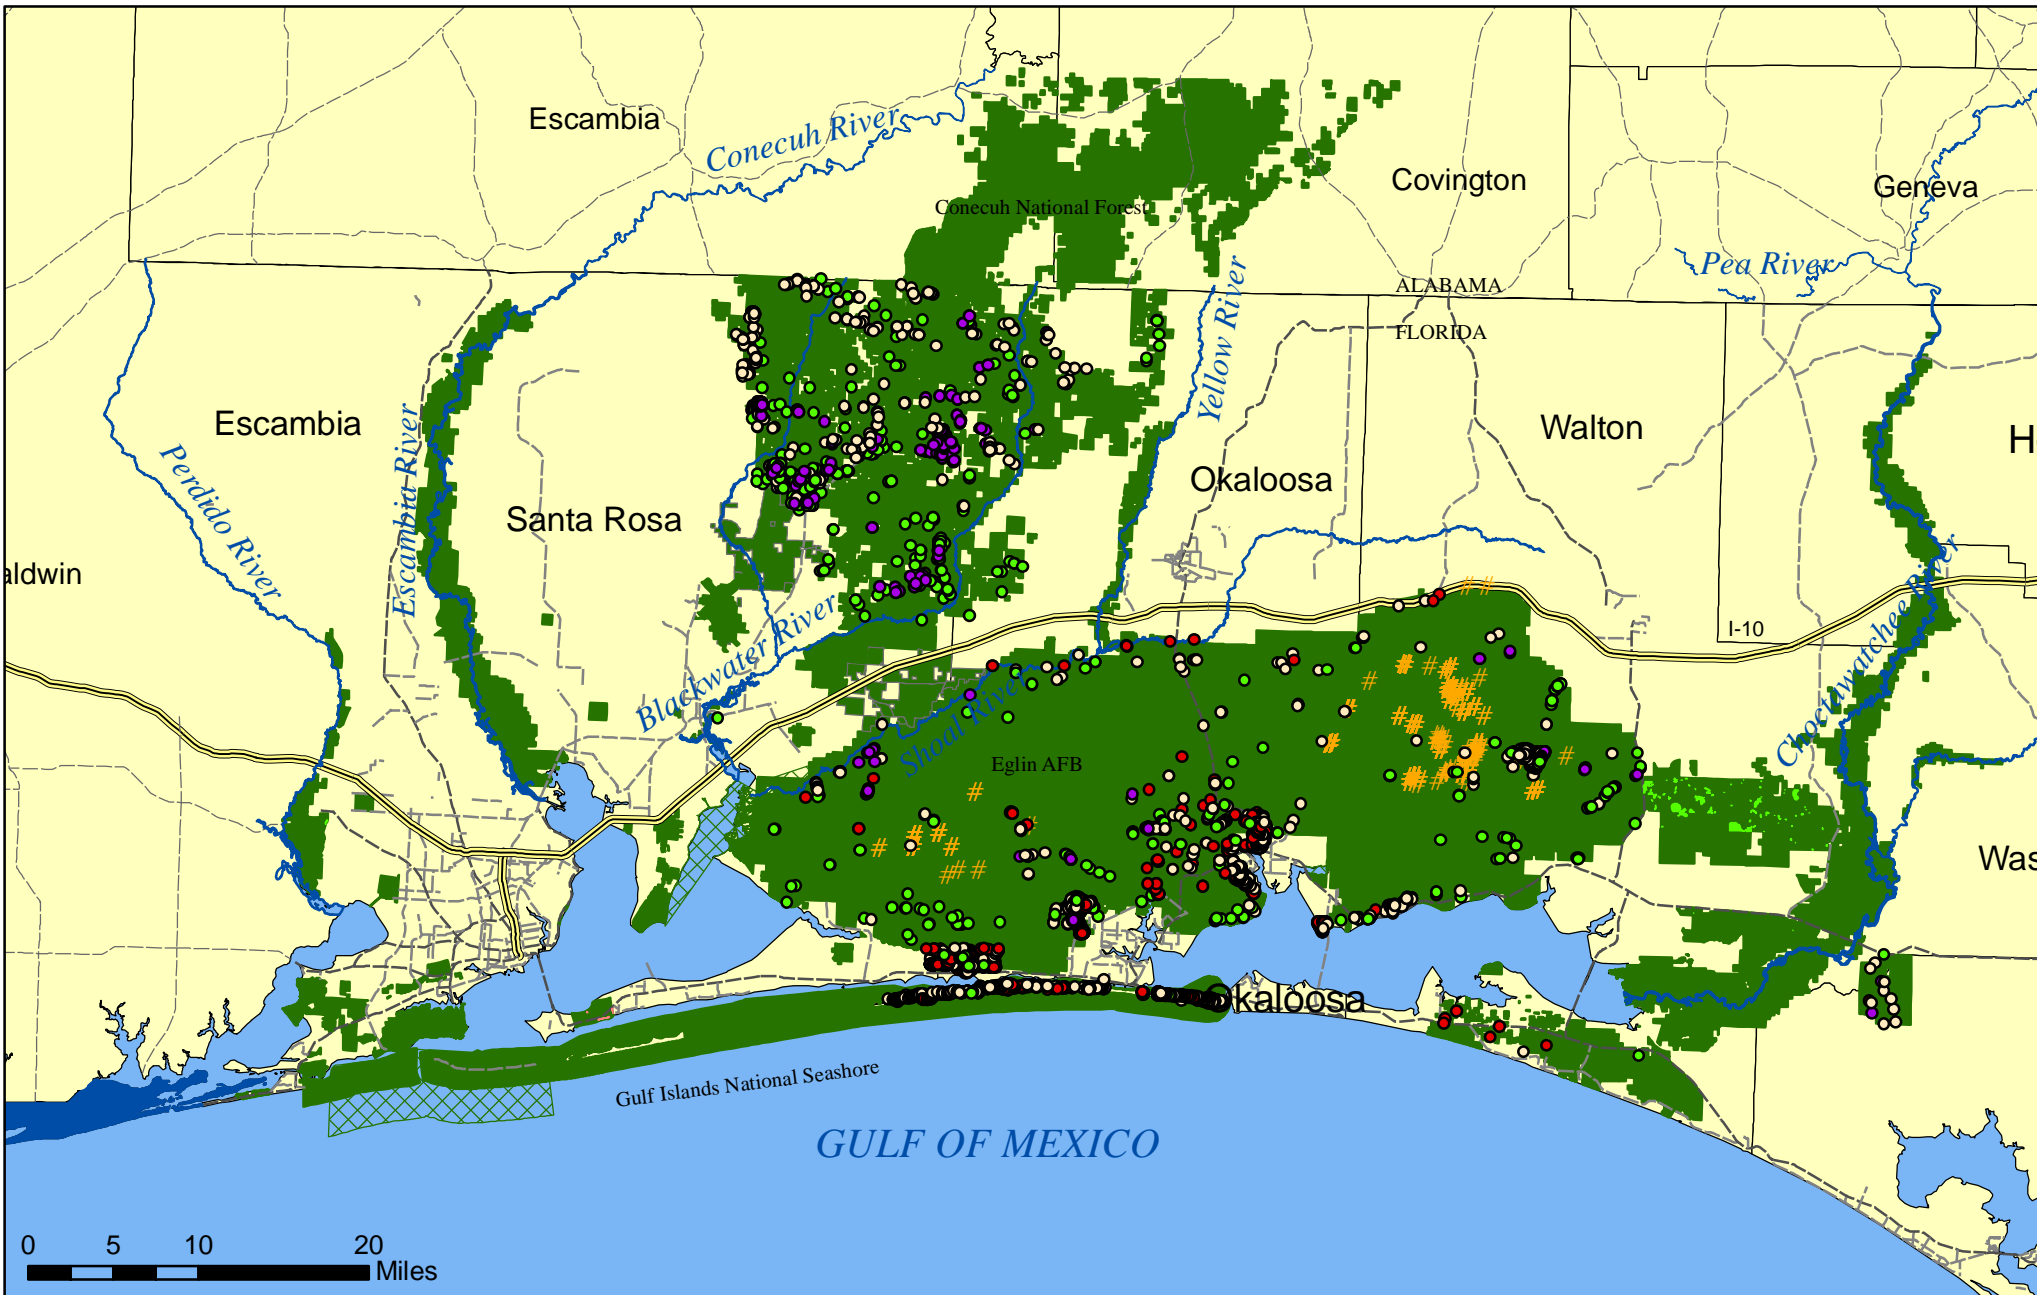 Escambia
Conecuh River
Covington
Geneva
Conecuh National Forest
Pea River
ALABAMA
FLORIDA
Yellow River
Escambia
Walton
H
Perdido River
Escambia River
Okaloosa
Santa Rosa
aldwin
Choctawhatchee River
I-10
Blackwater River
Shoal River
Eglin AFB
Was
Okaloosa
Gulf Islands National Seashore
GULF OF MEXICO
0 5 10 20
Miles